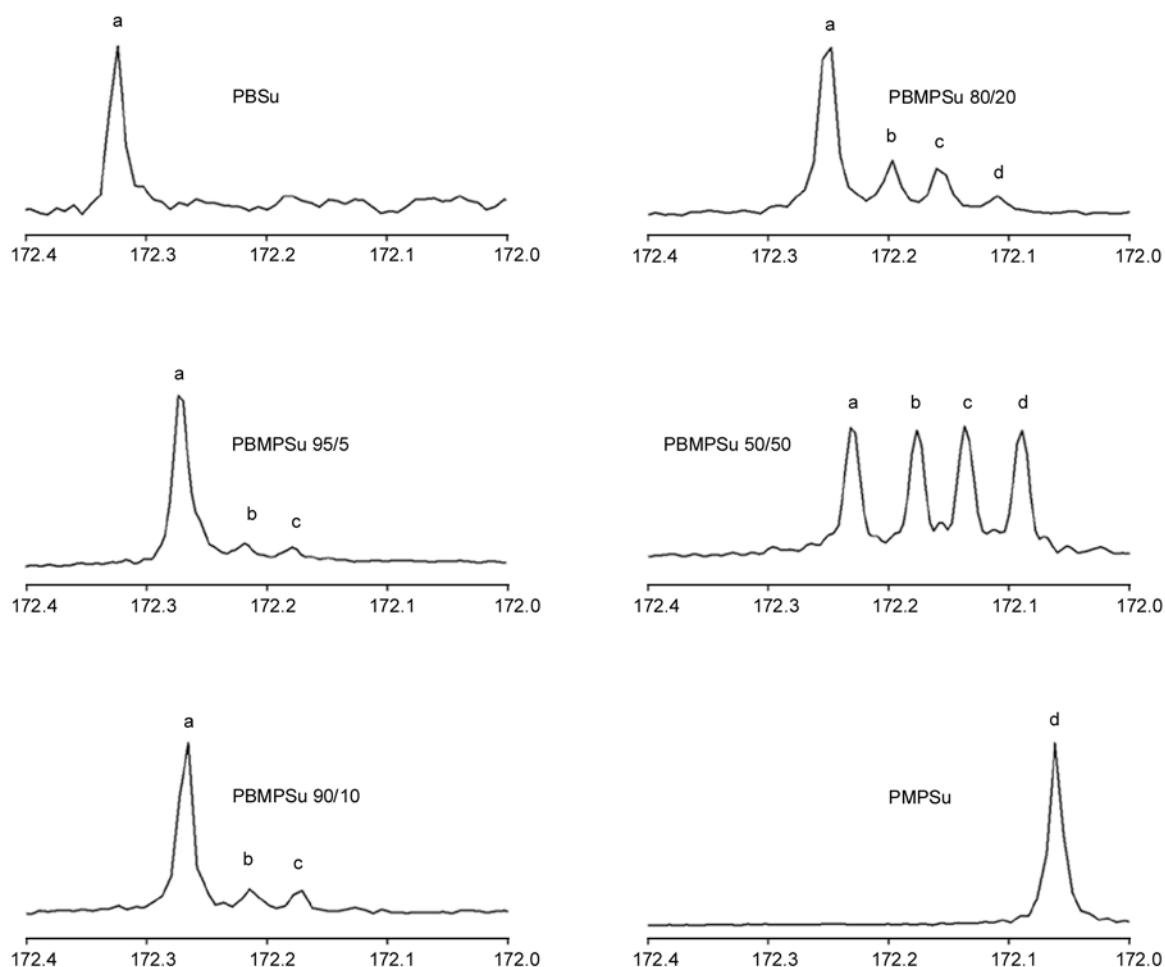 a
PBSu
172.4 172.3 172.2 172.1 172.0
a
PBMPSu 80/20
b c d
172.4 172.3 172.2 172.1 172.0
a
PBMPSu 95/5
b c
172.4 172.3 172.2 172.1 172.0
a b c d
PBMPSu 50/50
172.4 172.3 172.2 172.1 172.0
a
PBMPSu 90/10
b c
172.4 172.3 172.2 172.1 172.0
d
PMPSu
172.4 172.3 172.2 172.1 172.0